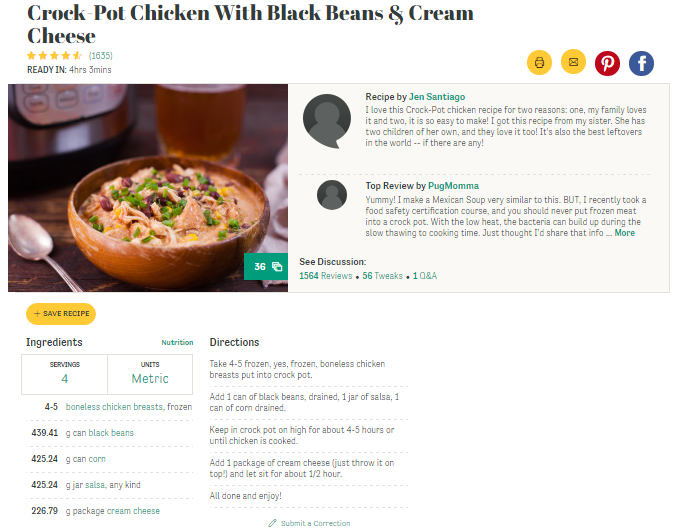 Crock-Pot Chicken With Black Beans & Cream
Cheese
(1635)
READY IN: 4hrs 3mins
Recipe by Jen Santiago
I love this Crock-Pot chicken recipe for two reasons: one, my family loves
it and two, it is so easy to make! I got this recipe from my sister. She has
two children of her own, and they love it too! It's also the best leftovers
in the world -- if there are any!
Top Review by PugMomma
Yummy! I make a Mexican Soup very similar to this. BUT, I recently took a
food safety certification course, and you should never put frozen meat
into a crock pot. With the low heat, the bacteria can build up during the
slow thawing to cooking time. Just thought I'd share that info ... More
36
See Discussion:
1564 Reviews • 56 Tweaks • 1 Q&A
+ SAVE RECIPE
Ingredients
Nutrition
SERVINGS
4
UNITS
Metric
4-5 boneless chicken breasts, frozen
439.41 g can black beans
425.24 g can corn
425.24 g jar salsa, any kind
226.79 g package cream cheese
Directions
Take 4-5 frozen, yes, frozen, boneless chicken
breasts put into crock pot.
Add 1 can of black beans, drained, 1 jar of salsa, 1
can of corn drained.
Keep in crock pot on high for about 4-5 hours or
until chicken is cooked.
Add 1 package of cream cheese (just throw it on
top!) and let sit for about 1/2 hour.
All done and enjoy!
Submit a Correction